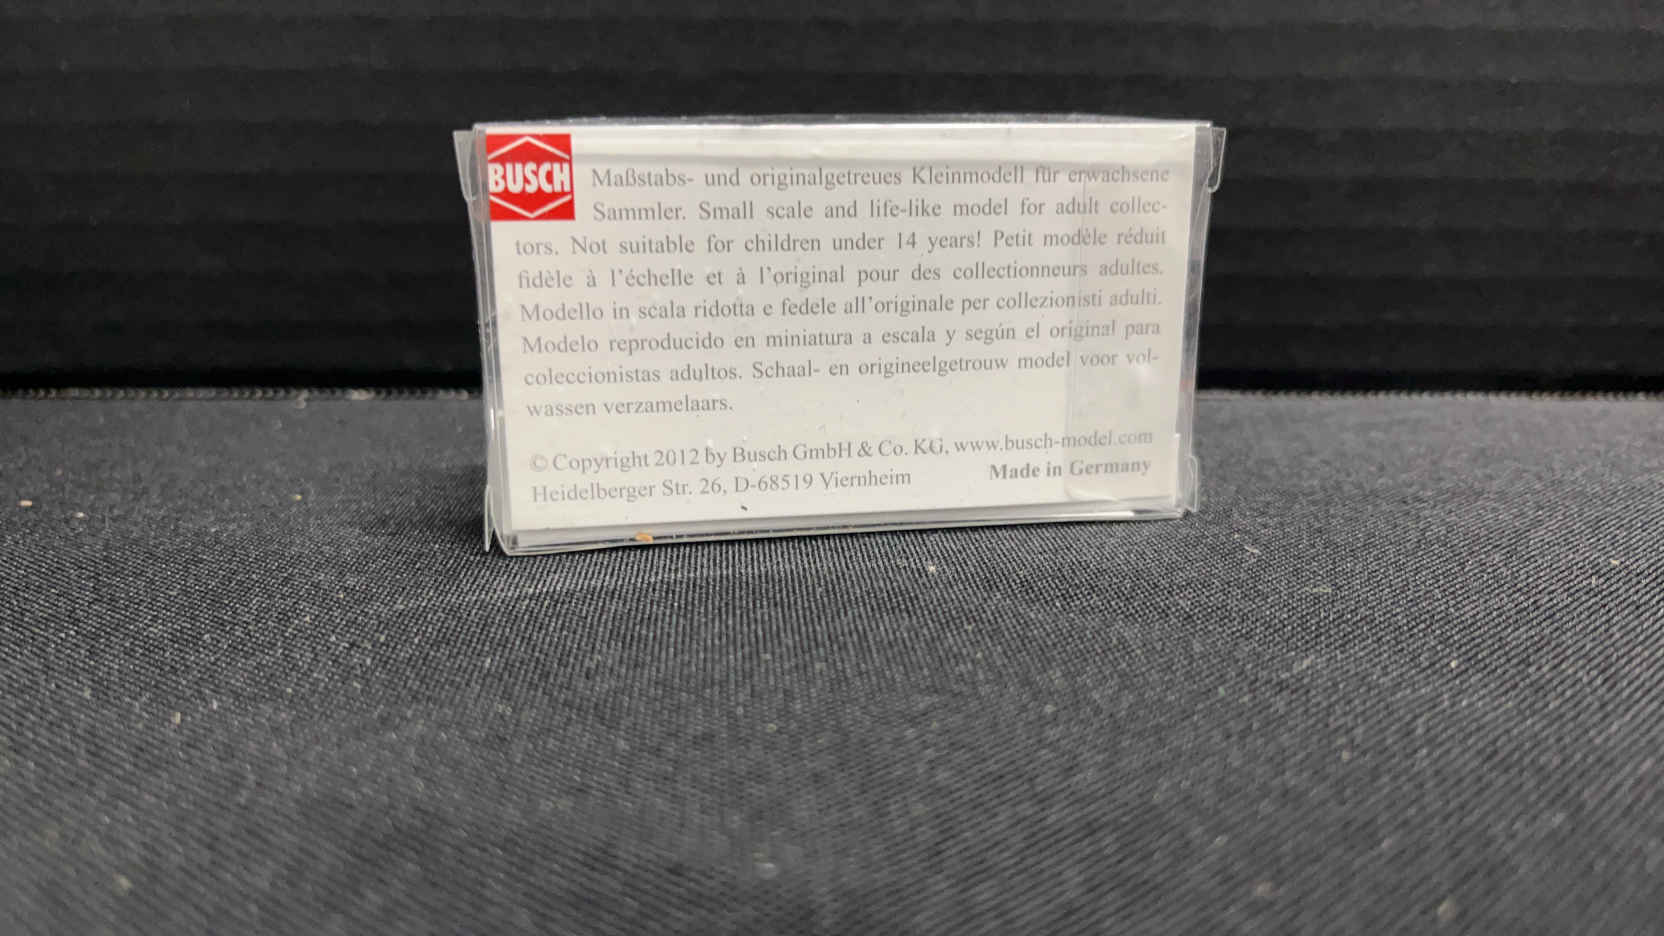 BUSCH
Maßstabs- und originalgetreues Kleinmodell für erwachsene
Sammler. Small scale and life-like model for adult collec-
tors. Not suitable for children under 14 years! Petit modèle réduit
fidèle à l'échelle et à l'original pour des collectionneurs adultes.
Modello in scala ridotta e fedele all'originale per collezionisti adulti.
Modelo reproducido en miniatura a escala y según el original para
coleccionistas adultos. Schaal- en origineelgetrouw model voor vol-
wassen verzamelaars.
© Copyright 2012 by Busch GmbH & Co. KG, www.busch-model.com
Heidelberger Str. 26, D-68519 Viernheim Made in Germany